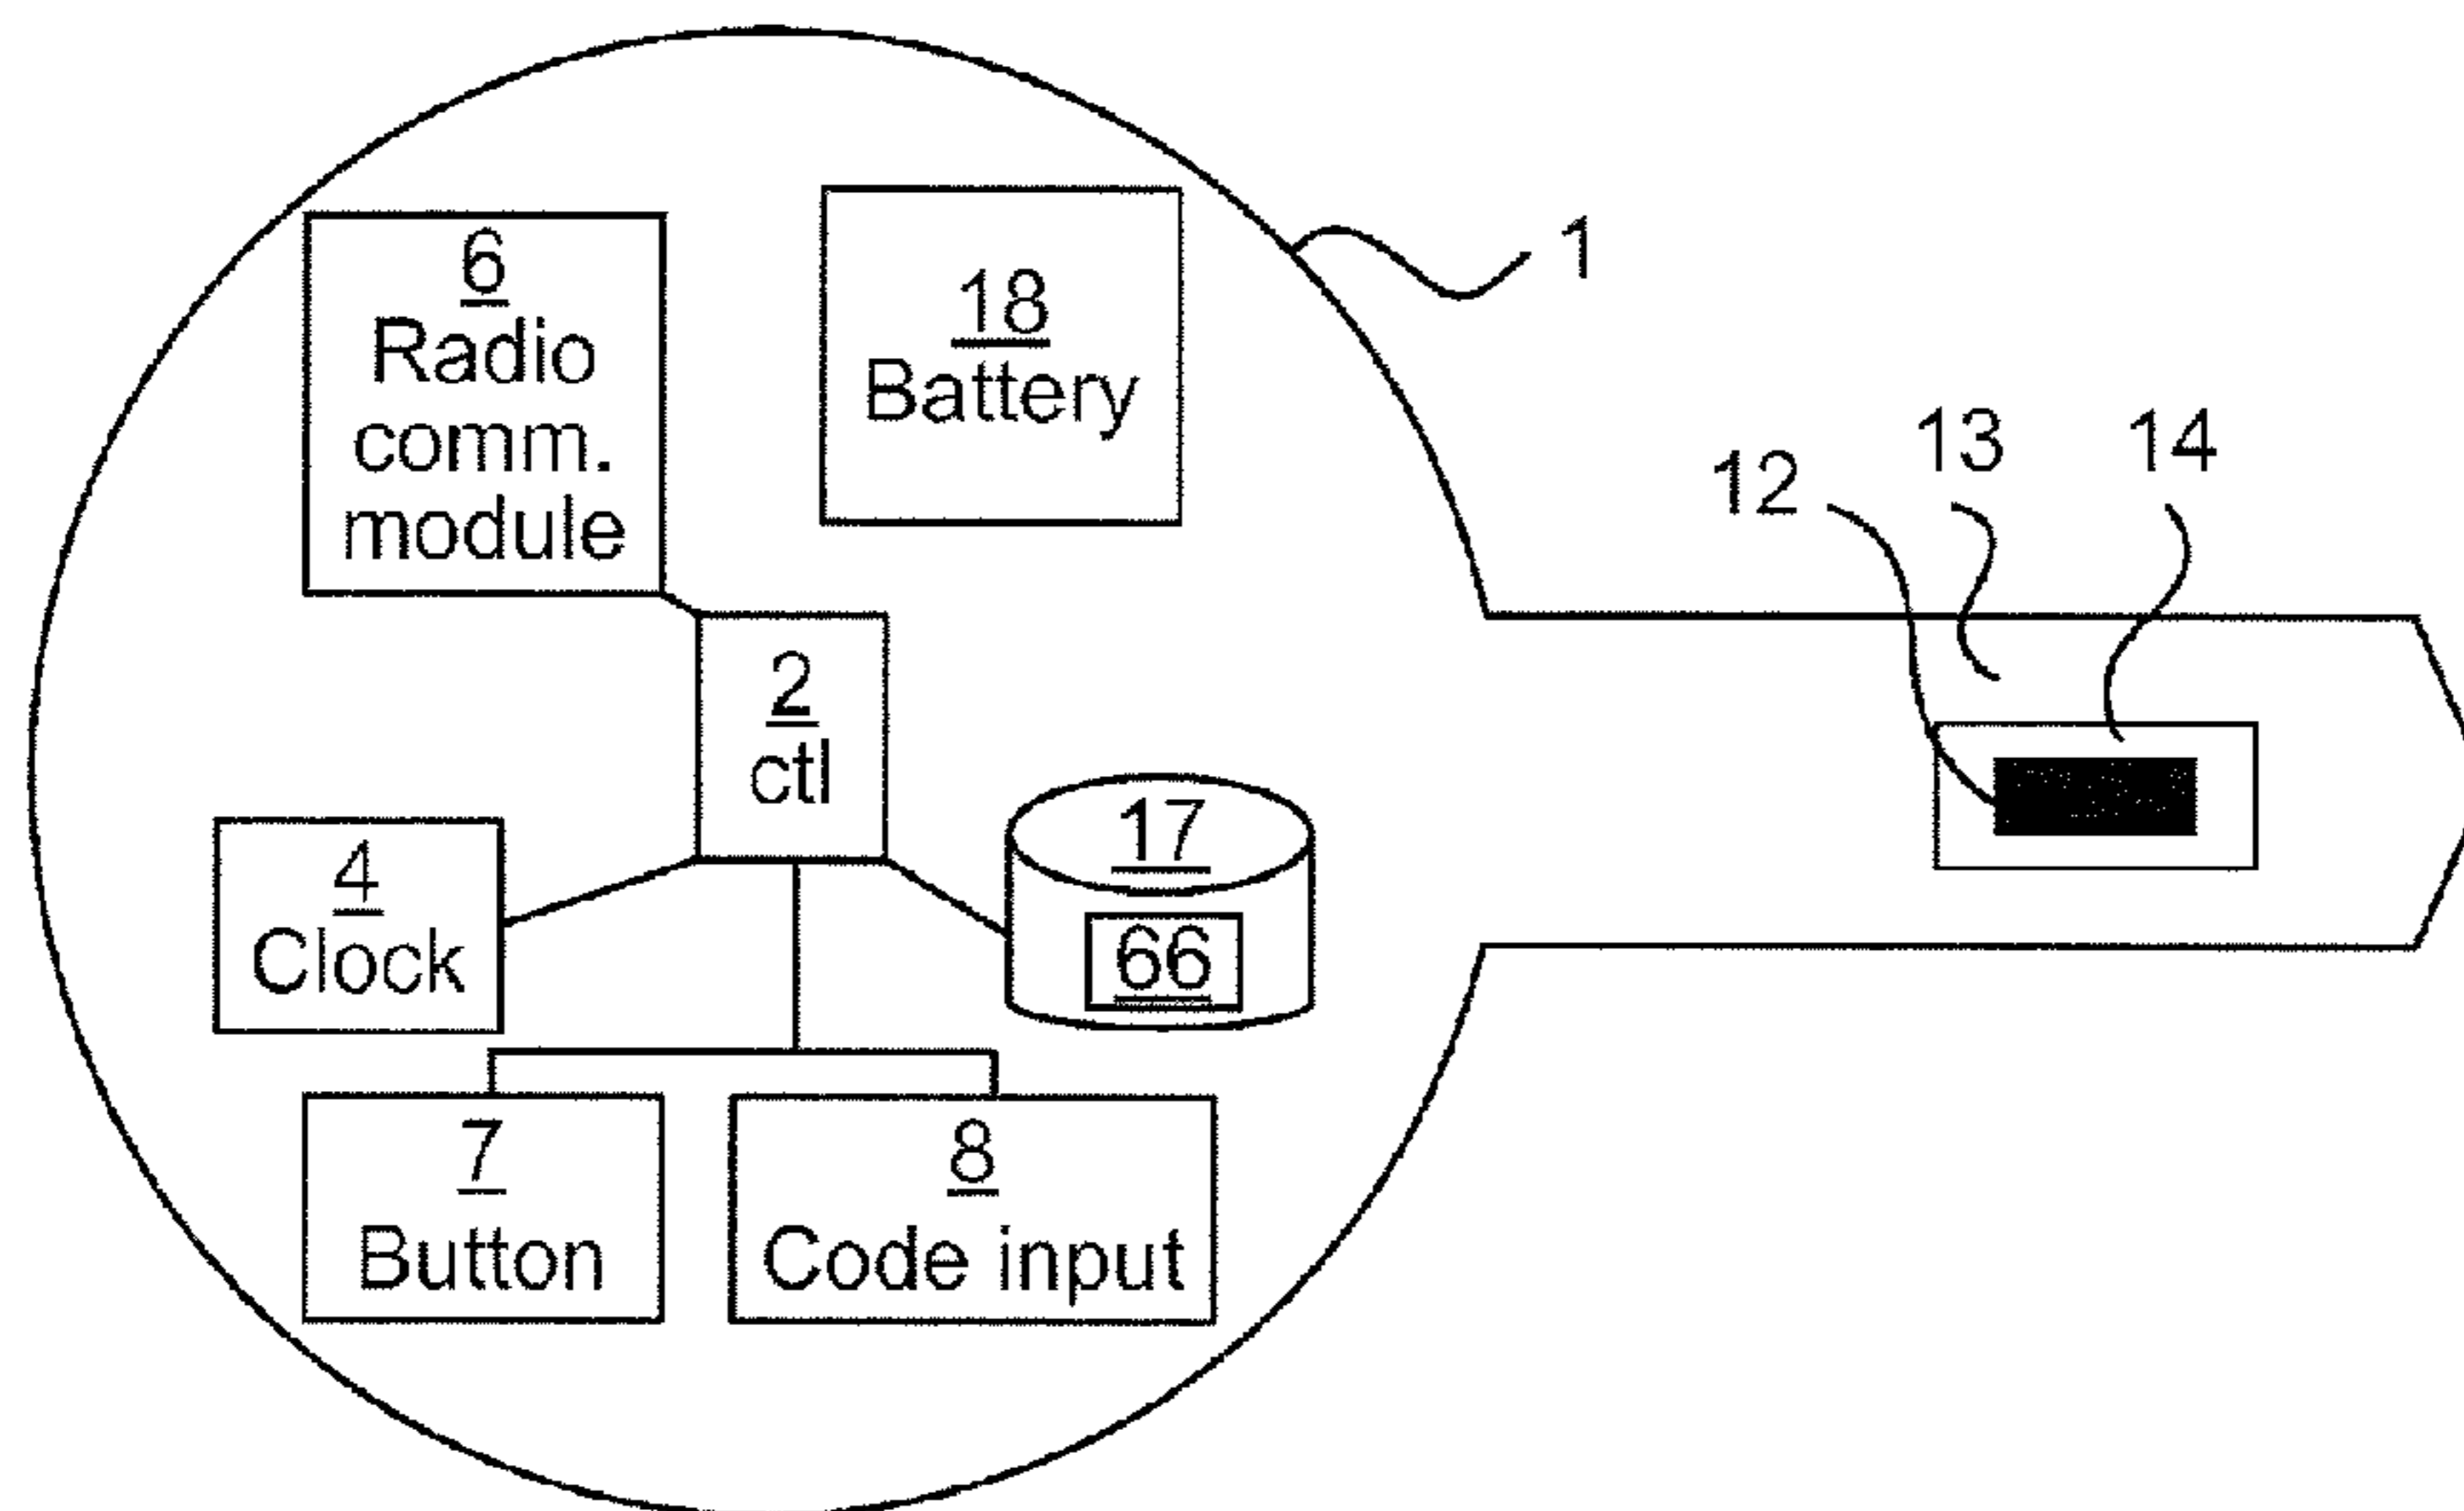 6
Radio
comm.
module
18
Battery
1
12
13
14
2
ctl
4
Clock
17
66
7
Button
8
Code input